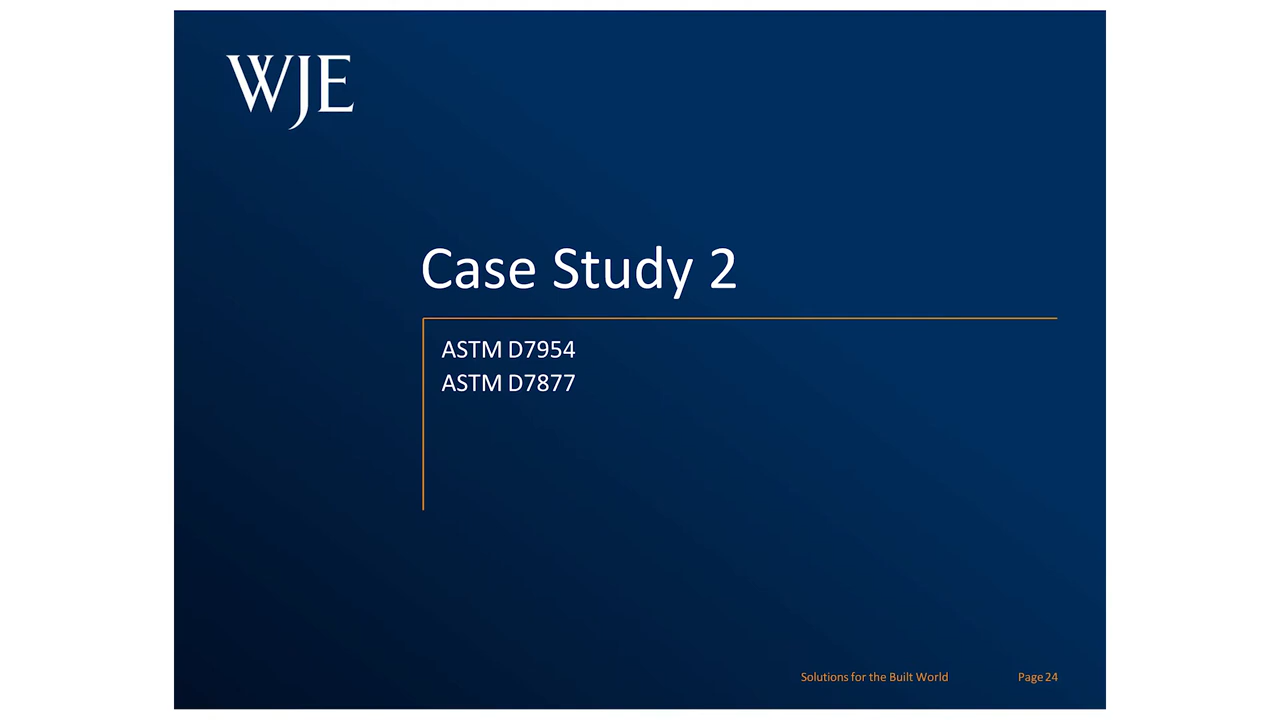 WJE
Case Study 2
ASTM D7954
ASTM D7877
Solutions for the Built World
Page 24